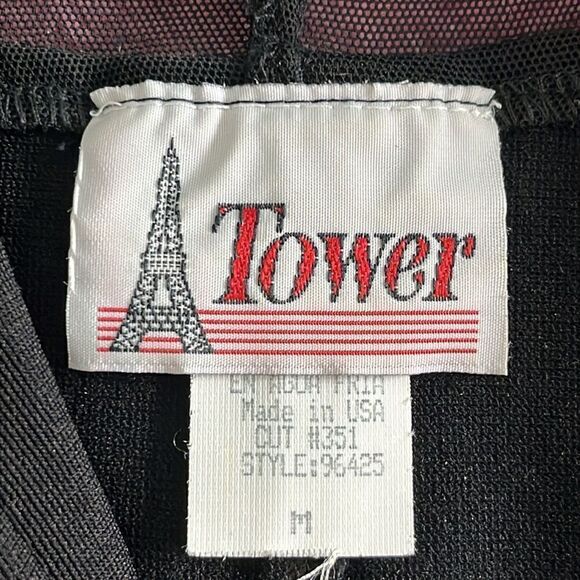 Tower
EN AGUA FRIA
Made in USA
CUT #351
STYLE:96425
M